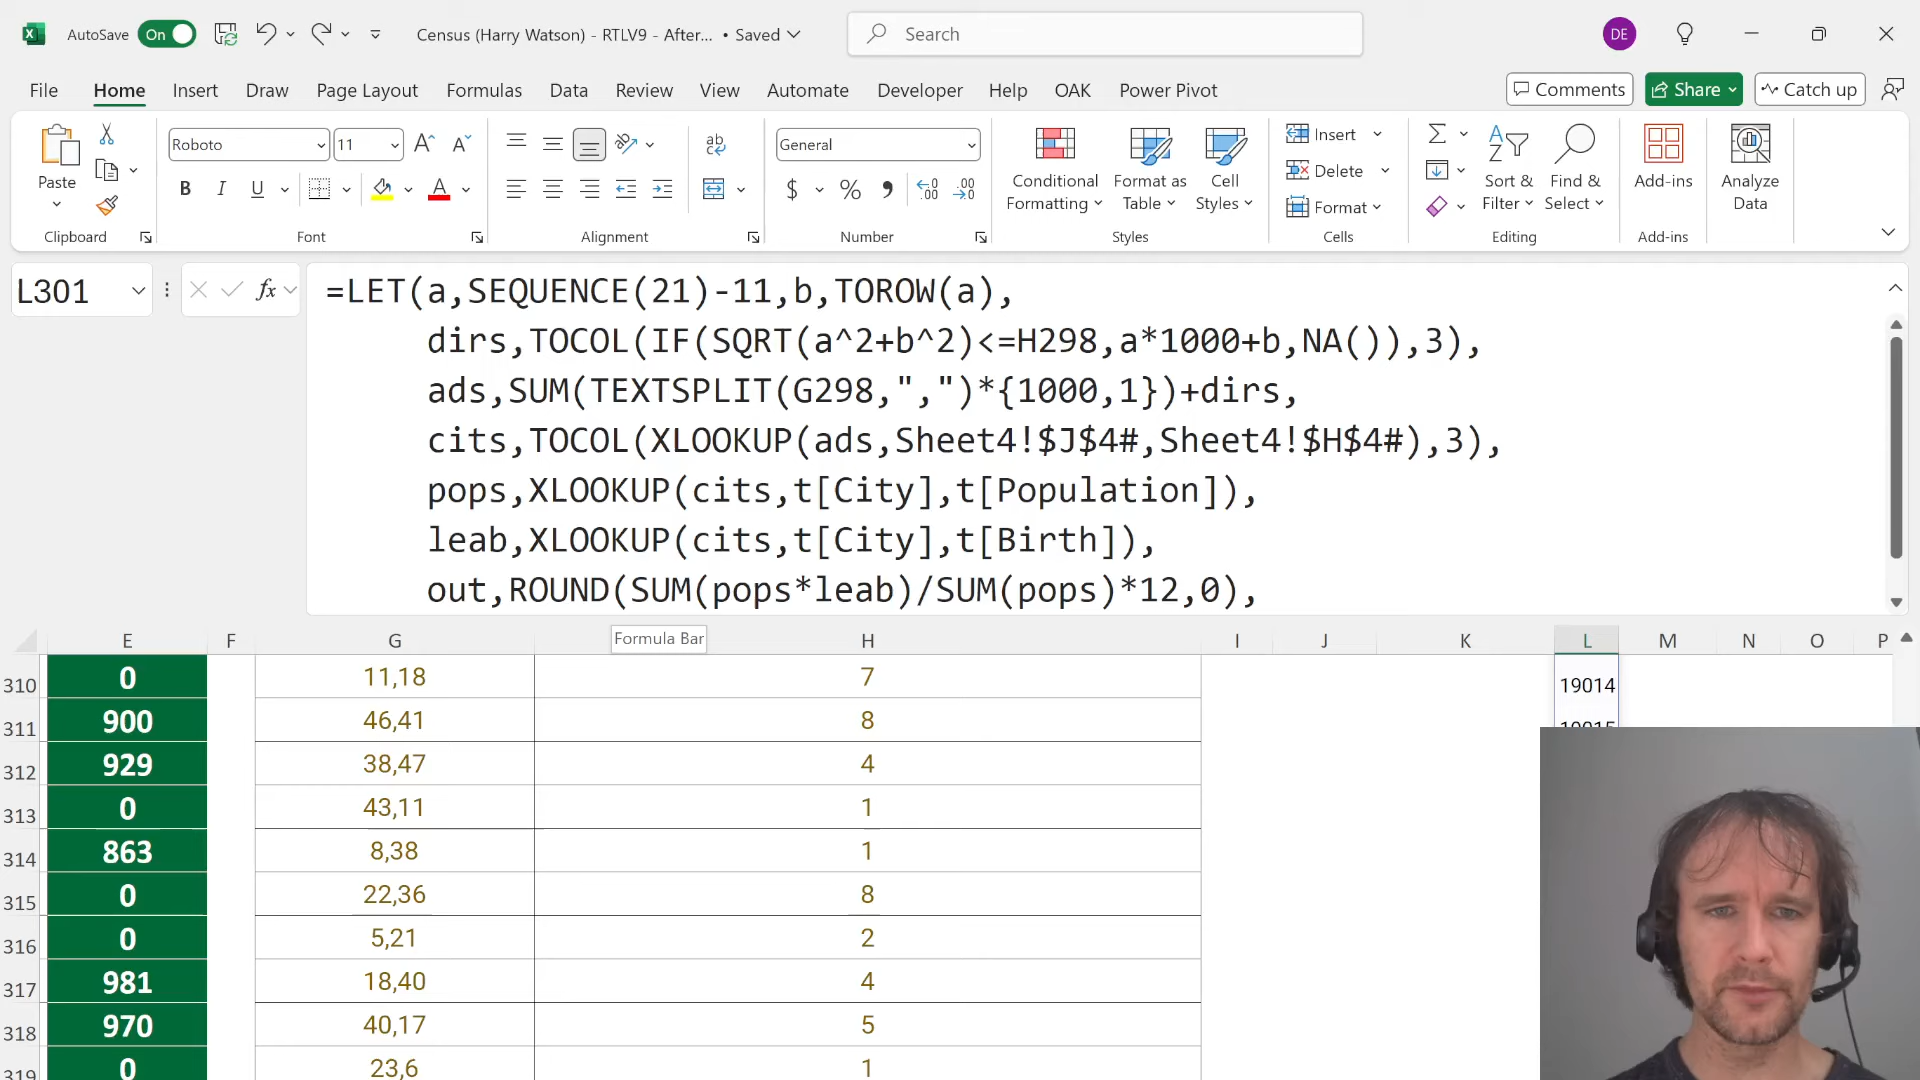 AutoSave On Census (Harry Watson) - RTLV9 - After... • Saved Search DE
File Home Insert Draw Page Layout Formulas Data Review View Automate Developer Help OAK Power Pivot Comments Share Catch up
Paste
Clipboard
Roboto 11
B I U A
Font
ab
Alignment
General
$ % .00
Number
Conditional Formatting
Format as Table
Cell Styles
Styles
Insert
Delete
Format
Cells
Sort & Filter
Find & Select
Editing
Add-ins
Add-ins
Analyze Data
L301 fx
=LET(a,SEQUENCE(21)-11,b,TOROW(a),
dirs,TOCOL(IF(SQRT(a^2+b^2)<=H298,a*1000+b,NA()),3),
ads,SUM(TEXTSPLIT(G298,",")*{1000,1})+dirs,
cits,TOCOL(XLOOKUP(ads,Sheet4!$J$4#,Sheet4!$H$4#),3),
pops,XLOOKUP(cits,t[City],t[Population]),
leab,XLOOKUP(cits,t[City],t[Birth]),
out,ROUND(SUM(pops*leab)/SUM(pops)*12,0),
Formula Bar
E F G H I J K L M N O P
310 0 11,18 7 19014
311 900 46,41 8 19015
312 929 38,47 4
313 0 43,11 1
314 863 8,38 1
315 0 22,36 8
316 0 5,21 2
317 981 18,40 4
318 970 40,17 5
319 0 23,6 1